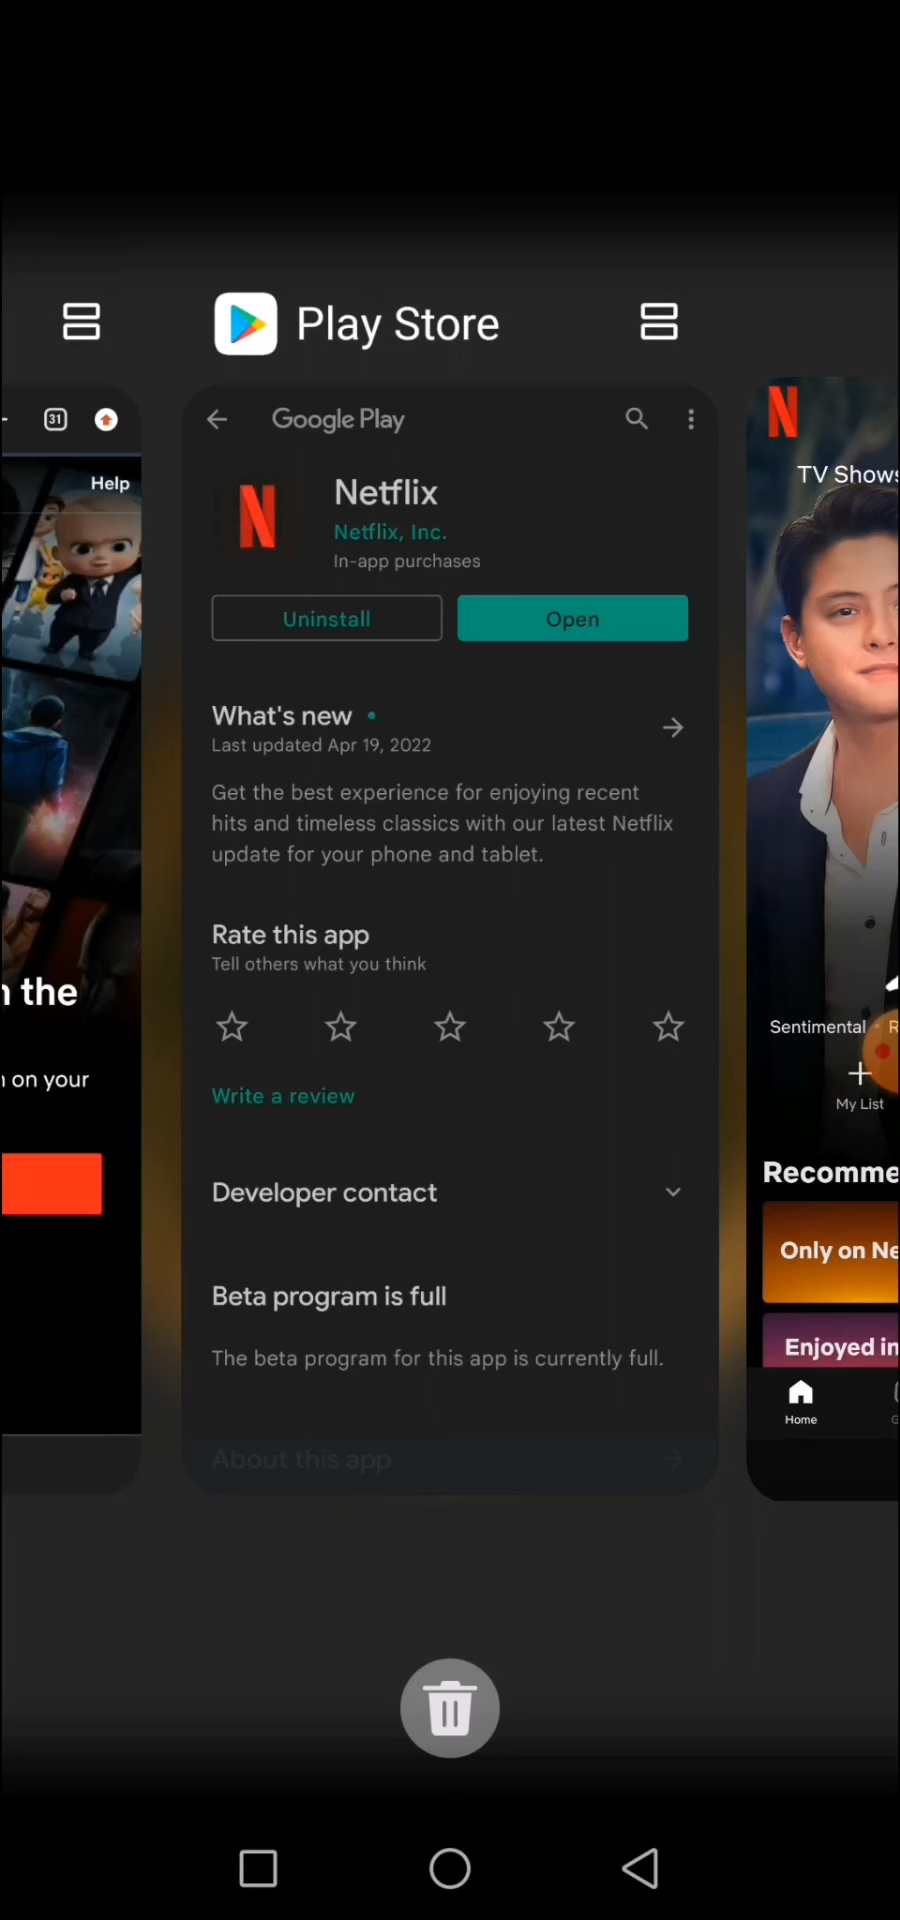 Play Store
31
Help
n the
on your
Google Play
Netflix
Netflix, Inc.
In-app purchases
Uninstall
Open
What's new
Last updated Apr 19, 2022
Get the best experience for enjoying recent
hits and timeless classics with our latest Netflix
update for your phone and tablet.
Rate this app
Tell others what you think
Write a review
Developer contact
Beta program is full
The beta program for this app is currently full.
About this app
N
TV Shows
Sentimental
My List
Recomme
Only on Ne
Enjoyed in
Home